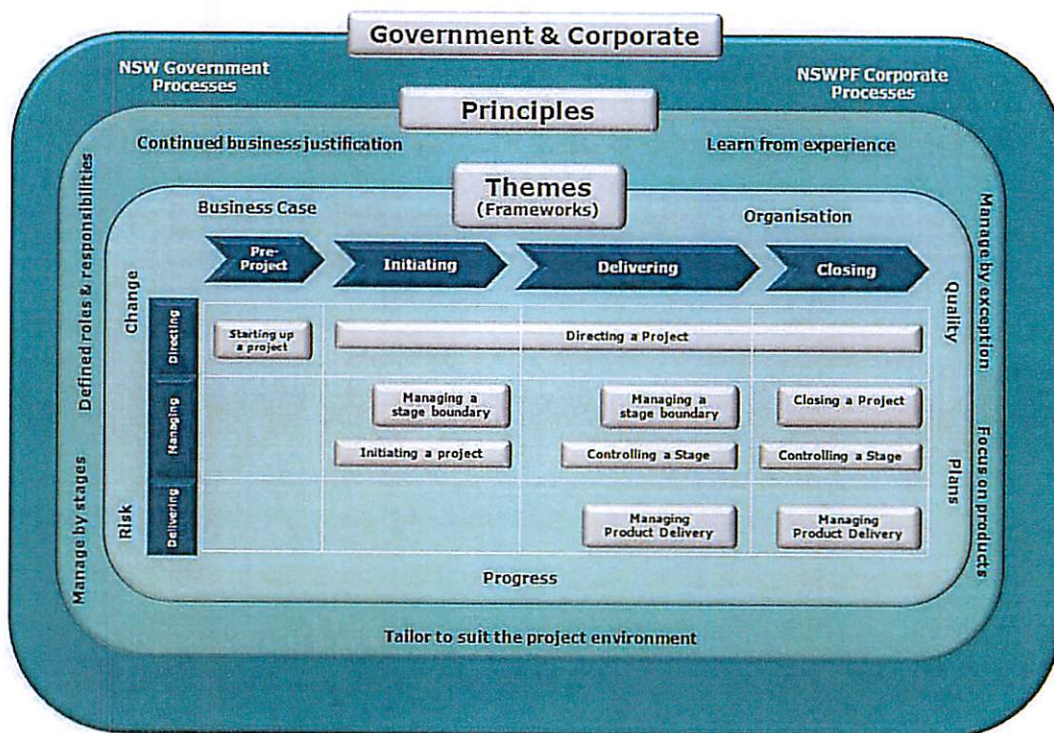 Government & Corporate
NSW Government
Processes
NSWPF Corporate
Processes
Principles
Continued business justification
Learn from experience
Themes
(Frameworks)
Business Case
Organisation
Defined roles & responsibilities
Manage by stages
Change
Risk
Pre-
Project
Initiating
Delivering
Closing
Directing
Starting up
a project
Directing a Project
Managing
Managing a
stage boundary
Managing a
stage boundary
Closing a Project
Initiating a project
Controlling a Stage
Controlling a Stage
Delivering
Managing
Product Delivery
Managing
Product Delivery
Quality
Plans
Manage by exception
Focus on products
Progress
Tailor to suit the project environment